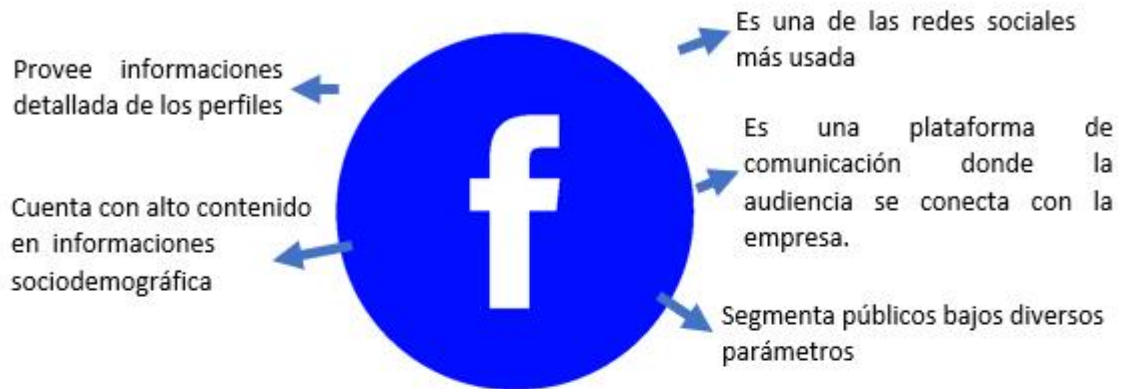 Provee informaciones
detallada de los perfiles
Cuenta con alto contenido
en informaciones
sociodemográfica
f
Es una de las redes sociales
más usada
Es una plataforma de
comunicación donde la
audiencia se conecta con la
empresa.
Segmenta públicos bajos diversos
parámetros